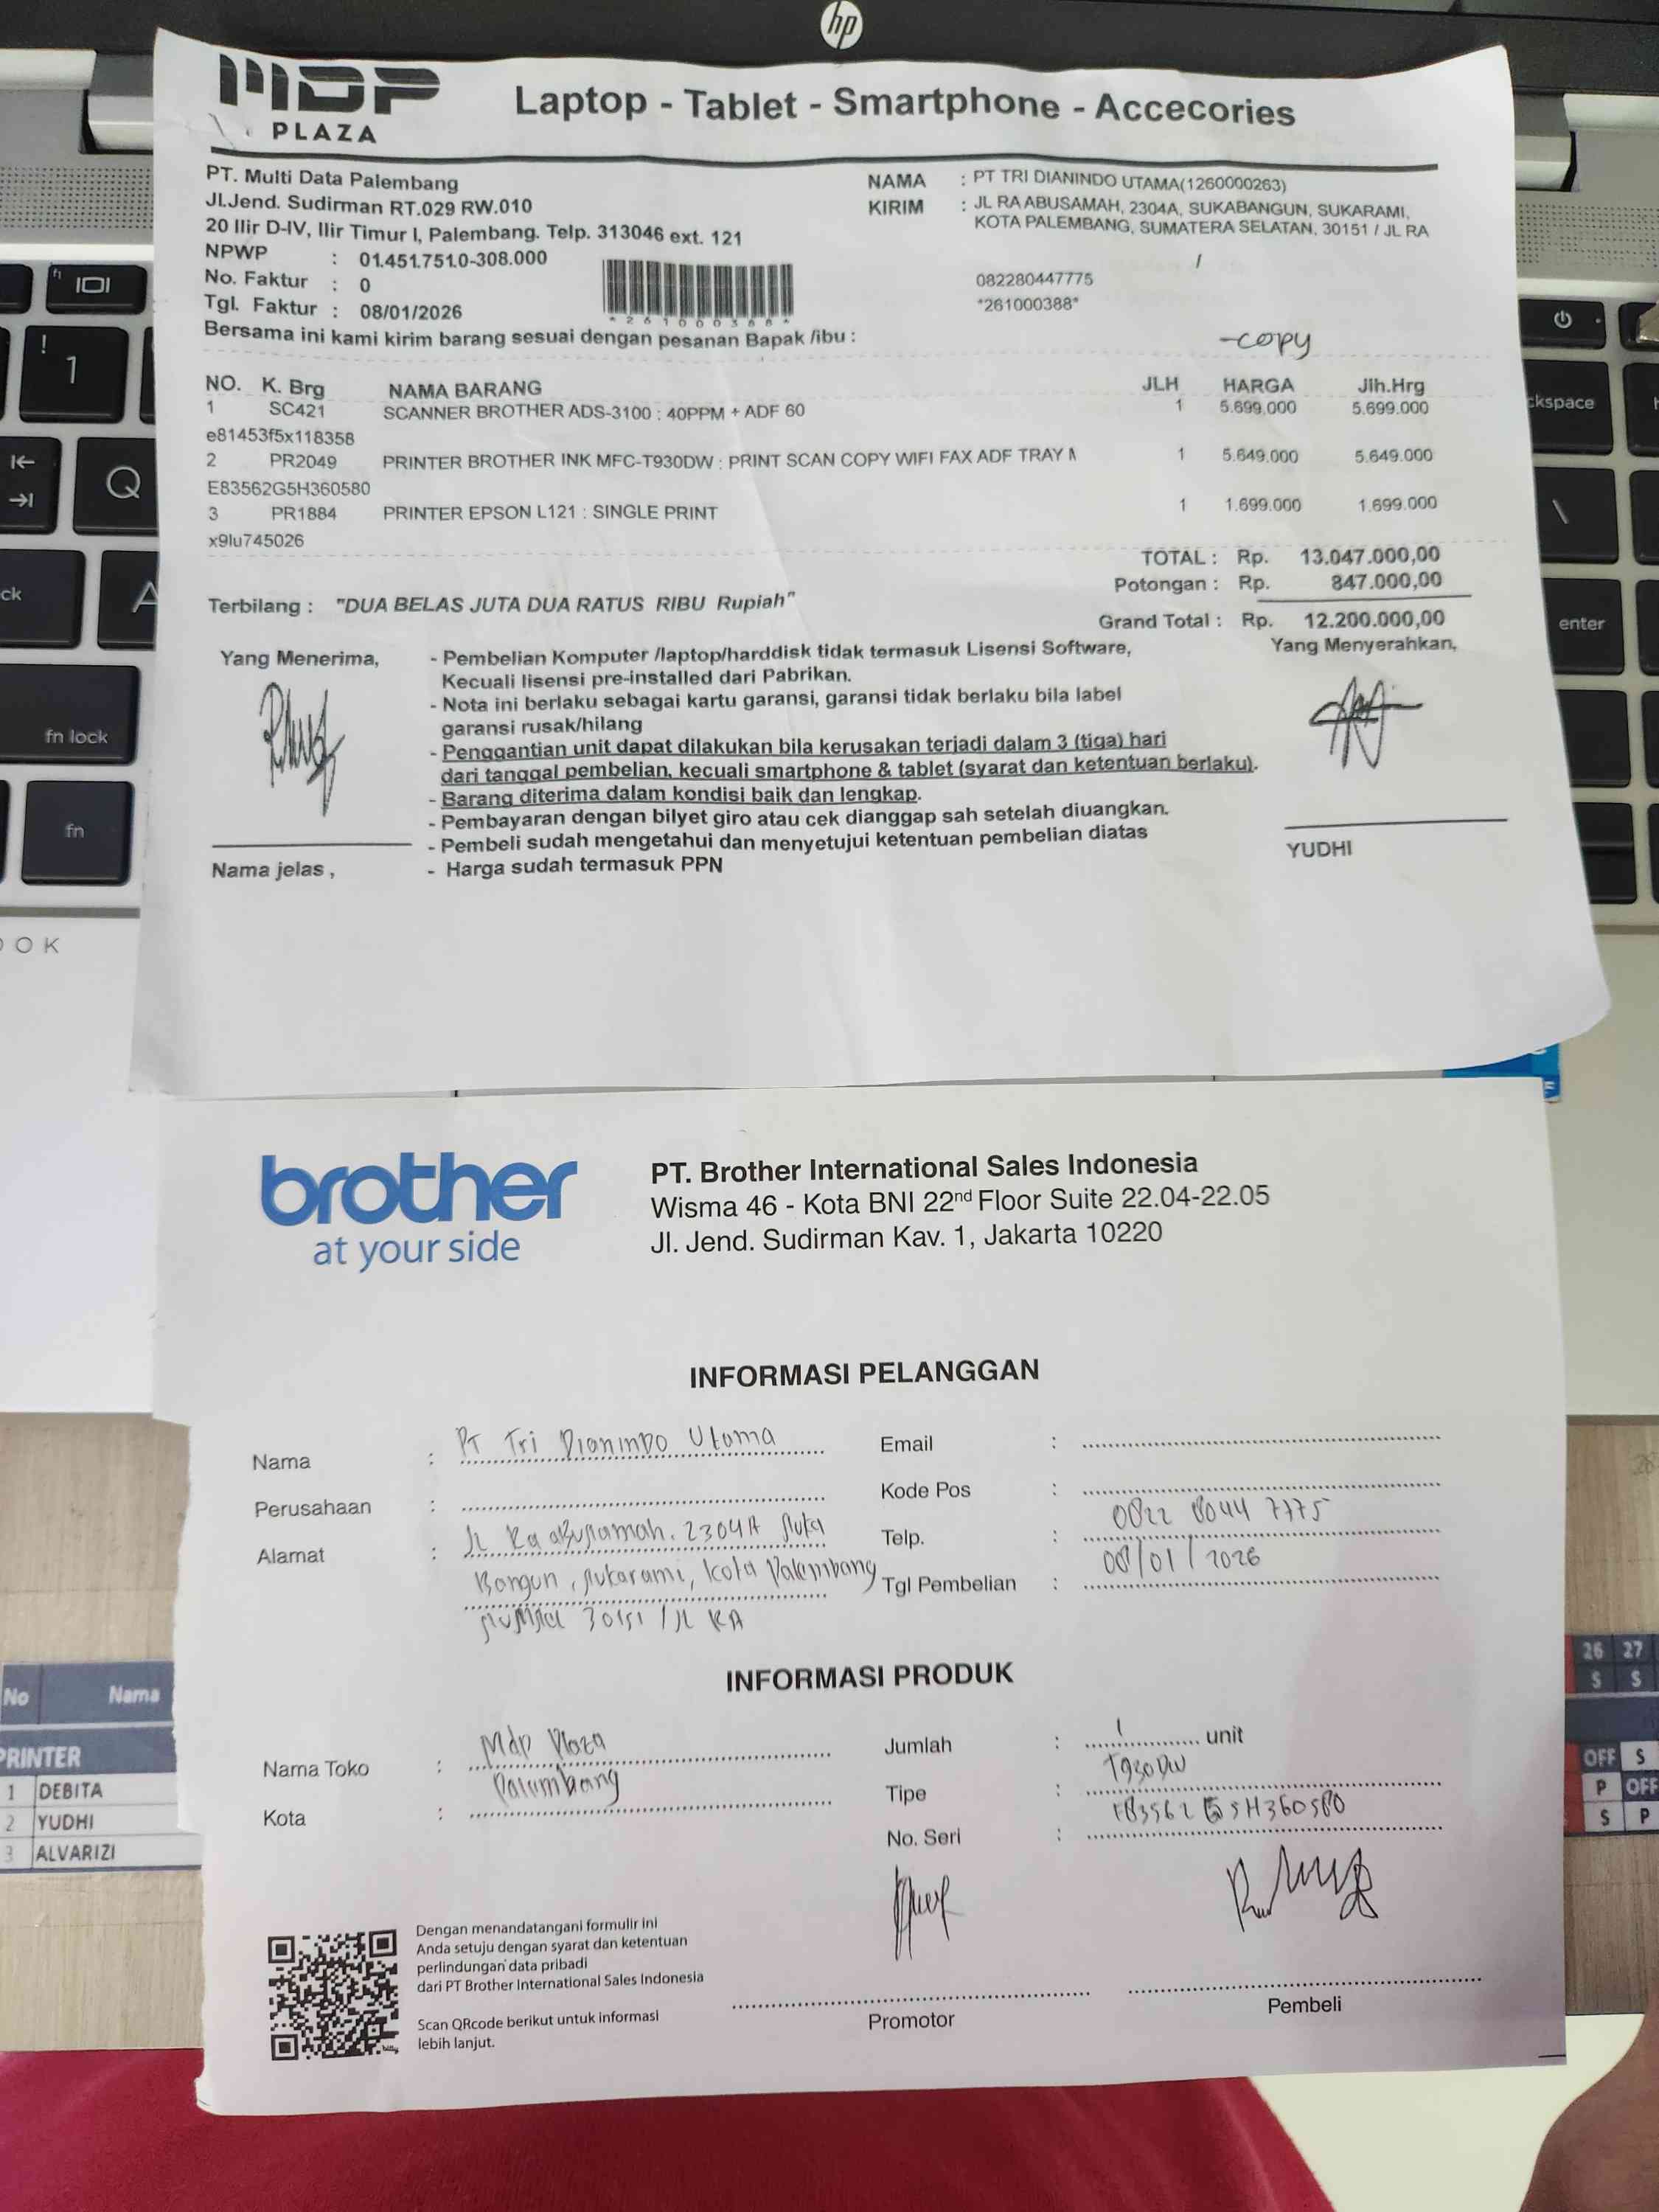 hp
MDP
PLAZA
Laptop - Tablet - Smartphone - Accecories
PT. Multi Data Palembang
Jl.Jend. Sudirman RT.029 RW.010
20 Ilir D-IV, Ilir Timur I, Palembang. Telp. 313046 ext. 121
NPWP : 01.451.751.0-308.000
No. Faktur : 0
Tgl. Faktur : 08/01/2026
NAMA : PT TRI DIANINDO UTAMA(1260000263)
KIRIM : JL RA ABUSAMAH, 2304A, SUKABANGUN, SUKARAMI,
KOTA PALEMBANG, SUMATERA SELATAN, 30151 / JL RA
/
082280447775
*261000388*
Bersama ini kami kirim barang sesuai dengan pesanan Bapak /ibu :
-copy
NO. K. Brg NAMA BARANG JLH HARGA Jlh.Hrg
1 SC421 SCANNER BROTHER ADS-3100 : 40PPM + ADF 60 1 5.699.000 5.699.000
e81453f5x118358
2 PR2049 PRINTER BROTHER INK MFC-T930DW : PRINT SCAN COPY WIFI FAX ADF TRAY 1 5.649.000 5.649.000
E83562G5H360580
3 PR1884 PRINTER EPSON L121 : SINGLE PRINT 1 1.699.000 1.699.000
x9lu745026
TOTAL : Rp. 13.047.000,00
Potongan : Rp. 847.000,00
Terbilang : "DUA BELAS JUTA DUA RATUS RIBU Rupiah"
Grand Total : Rp. 12.200.000,00
Yang Menerima,
Yang Menyerahkan,
- Pembelian Komputer /laptop/harddisk tidak termasuk Lisensi Software,
Kecuali lisensi pre-installed dari Pabrikan.
- Nota ini berlaku sebagai kartu garansi, garansi tidak berlaku bila label
garansi rusak/hilang
- Penggantian unit dapat dilakukan bila kerusakan terjadi dalam 3 (tiga) hari
dari tanggal pembelian, kecuali smartphone & tablet (syarat dan ketentuan berlaku).
- Barang diterima dalam kondisi baik dan lengkap.
- Pembayaran dengan bilyet giro atau cek dianggap sah setelah diuangkan.
- Pembeli sudah mengetahui dan menyetujui ketentuan pembelian diatas
- Harga sudah termasuk PPN
Nama jelas ,
YUDHI
brother
at your side
PT. Brother International Sales Indonesia
Wisma 46 - Kota BNI 22nd Floor Suite 22.04-22.05
Jl. Jend. Sudirman Kav. 1, Jakarta 10220
INFORMASI PELANGGAN
Nama : PT Tri Dianindo Utama
Perusahaan :
Alamat : Jl Ra abusamah. 2304A suka
Bangun, sukarami, kota Palembang
sumsel 30151 / JL RA
Email :
Kode Pos :
Telp. : 0822 8044 7775
Tgl Pembelian : 08/01/2026
INFORMASI PRODUK
Nama Toko : Mdp Plaza
Kota : Palembang
Jumlah : 1 unit
Tipe : T930DW
No. Seri : E83562G5H360580
Dengan menandatangani formulir ini
Anda setuju dengan syarat dan ketentuan
perlindungan data pribadi
dari PT Brother International Sales Indonesia
Scan QRcode berikut untuk informasi
lebih lanjut.
Promotor
Pembeli
No Nama
PRINTER
1 DEBITA
2 YUDHI
3 ALVARIZI
26 27
S S
OFF S
P OFF
S P
! 1
Q
A
ck
fn lock
fn
OOK
ckspace
\
enter